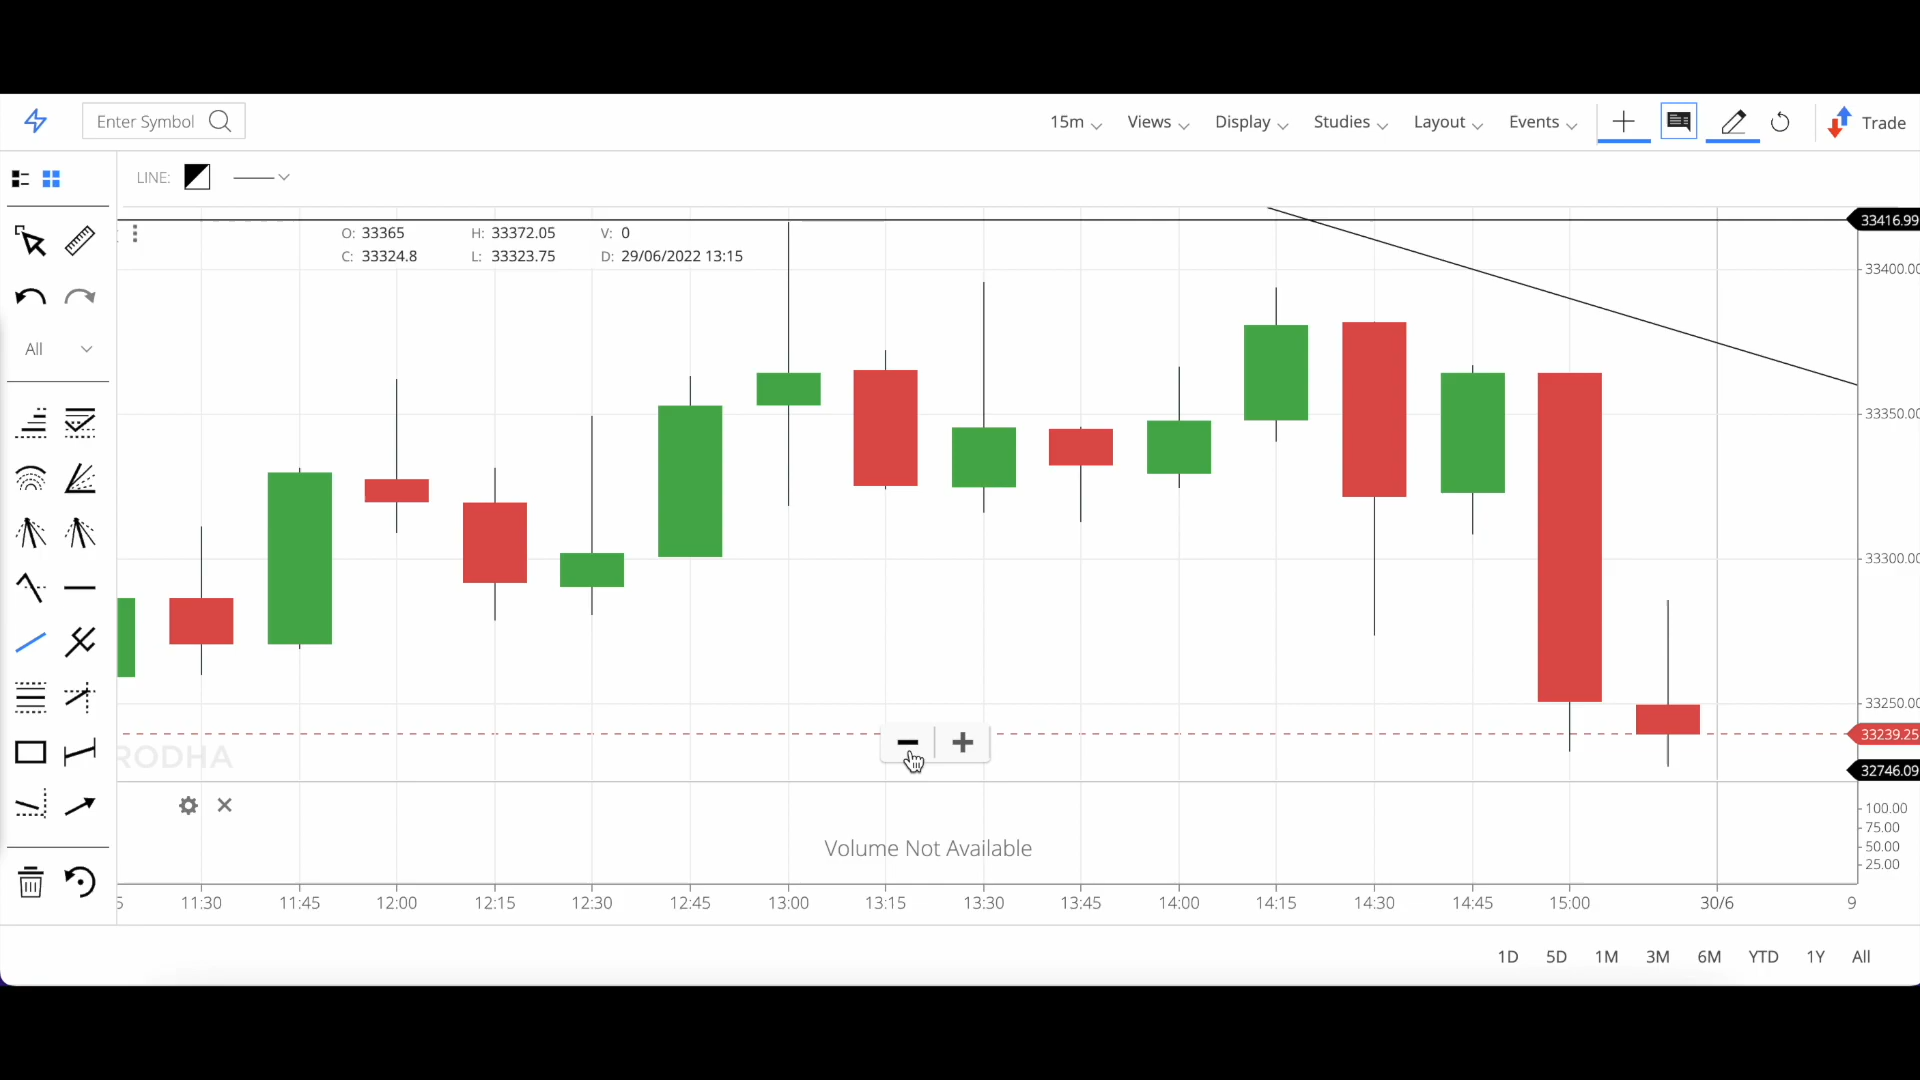 Enter Symbol 15m Views Display Studies Layout Events Trade
LINE:
All
O: 33365 H: 33372.05 V: 0
C: 33324.8 L: 33323.75 D: 29/06/2022 13:15
33416.99
33400.00
33350.00
33300.00
33250.00
33239.25
32746.09
RODHA
100.00
75.00
50.00
25.00
Volume Not Available
5 11:30 11:45 12:00 12:15 12:30 12:45 13:00 13:15 13:30 13:45 14:00 14:15 14:30 14:45 15:00 30/6 9
1D 5D 1M 3M 6M YTD 1Y All